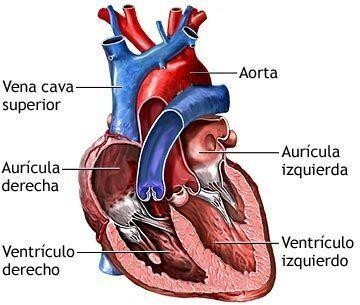 Vena cava
superior
Aorta
Aurícula
derecha
Aurícula
izquierda
Ventrículo
derecho
Ventrículo
izquierdo